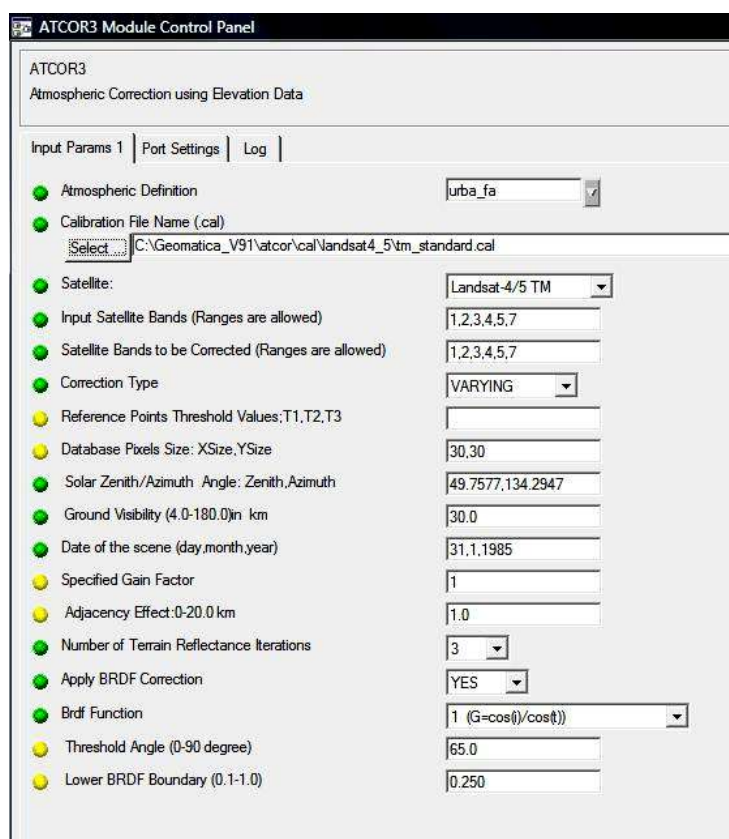 ATCOR3 Module Control Panel
ATCOR3
Atmospheric Correction using Elevation Data
Input Params 1 Port Settings Log
Atmospheric Definition urba_fa
Calibration File Name (.cal)
Select ... C:\Geomatica_V91\atcor\cal\landsat4_5\tm_standard.cal
Satellite: Landsat-4/5 TM
Input Satellite Bands (Ranges are allowed) 1,2,3,4,5,7
Satellite Bands to be Corrected (Ranges are allowed) 1,2,3,4,5,7
Correction Type VARYING
Reference Points Threshold Values;T1,T2,T3
Database Pixels Size: XSize,YSize 30,30
Solar Zenith/Azimuth Angle: Zenith,Azimuth 49.7577,134.2947
Ground Visibility (4.0-180.0)in km 30.0
Date of the scene (day,month,year) 31,1,1985
Specified Gain Factor 1
Adjacency Effect:0-20.0 km 1.0
Number of Terrain Reflectance Iterations 3
Apply BRDF Correction YES
Brdf Function 1 (G=cos(i)/cos(t))
Threshold Angle (0-90 degree) 65.0
Lower BRDF Boundary (0.1-1.0) 0.250